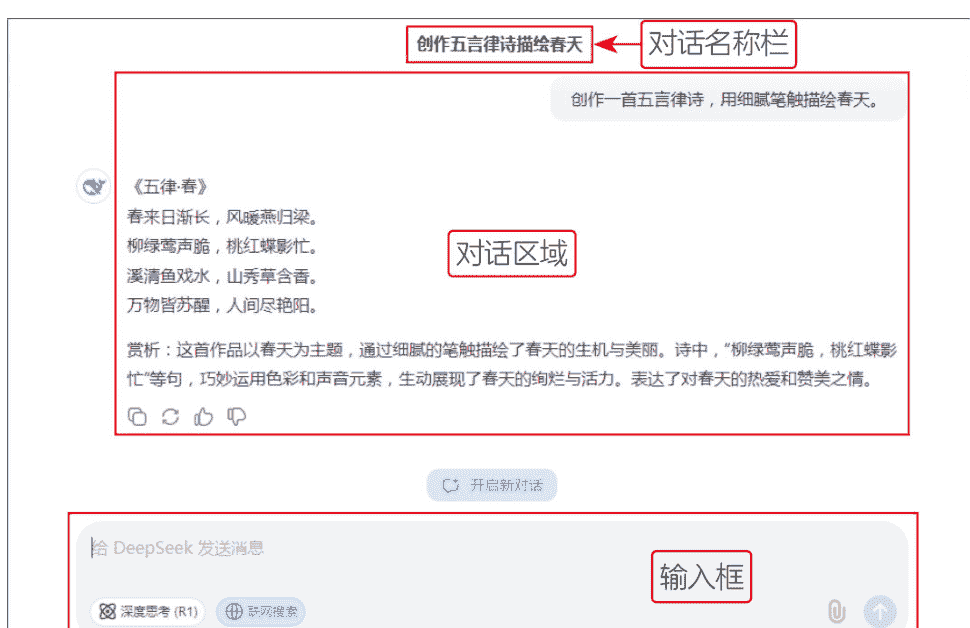 创作五言律诗描绘春天
对话名称栏
创作一首五言律诗，用细腻笔触描绘春天。
《五律·春》
春来日渐长，风暖燕归梁。
柳绿莺声脆，桃红蝶影忙。
对话区域
溪清鱼戏水，山秀草含香。
万物皆苏醒，人间尽艳阳。
赏析：这首作品以春天为主题，通过细腻的笔触描绘了春天的生机与美丽。诗中，“柳绿莺声脆，桃红蝶影
忙”等句，巧妙运用色彩和声音元素，生动展现了春天的绚烂与活力。表达了对春天的热爱和赞美之情。
开启新对话
给 DeepSeek 发送消息
输入框
深度思考 (R1)
联网搜索